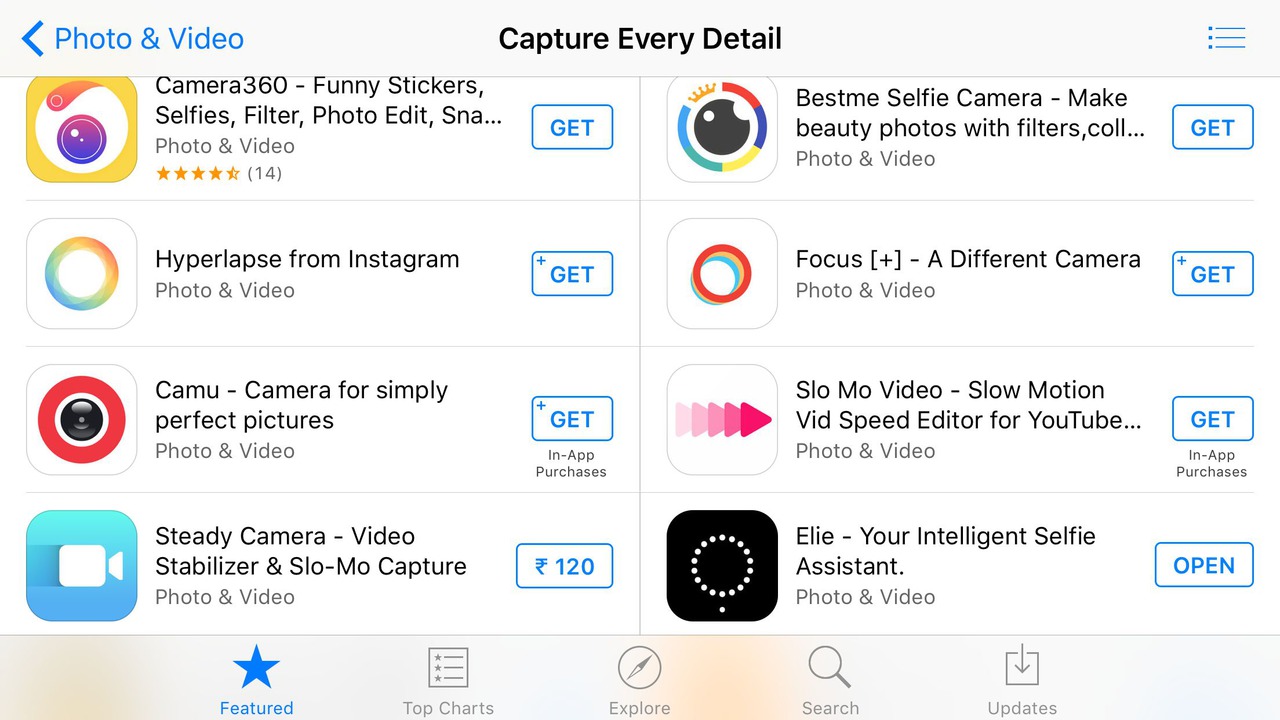 Photo & Video
Capture Every Detail
Camera360 - Funny Stickers,
Selfies, Filter, Photo Edit, Sna...
Photo & Video
(14)
GET
Bestme Selfie Camera - Make
beauty photos with filters,coll...
Photo & Video
GET
Hyperlapse from Instagram
Photo & Video
+GET
Focus [+] - A Different Camera
Photo & Video
+GET
Camu - Camera for simply
perfect pictures
Photo & Video
+GET
In-App
Purchases
Slo Mo Video - Slow Motion
Vid Speed Editor for YouTube...
Photo & Video
GET
In-App
Purchases
Steady Camera - Video
Stabilizer & Slo-Mo Capture
Photo & Video
₹ 120
Elie - Your Intelligent Selfie
Assistant.
Photo & Video
OPEN
Featured
Top Charts
Explore
Search
Updates